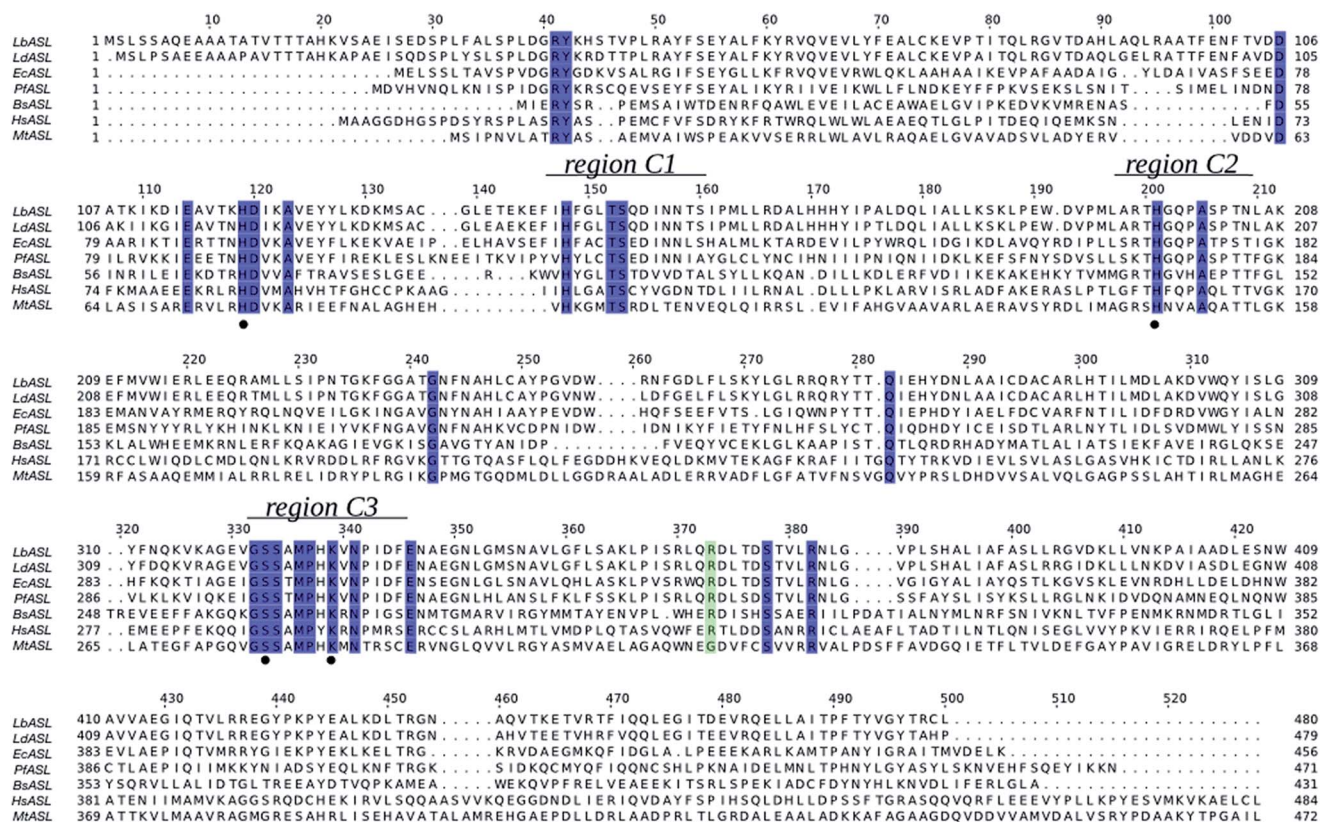 10 20 30 40 50 60 70 80 90 100
LbASL 1 MSLSSAQEAAATATVTTTAHKVSAEISEDSPLFALSPLDGRYKHSTVPLRAYFSEYALFKYRVQVEVLYFEALCKEVPTITQLRGVTDAHLAQLRAATFENFTVDD 106
LdASL 1 .MSLPSAEEAAAPAVTTTAHKAPAEISQDSPLYSLSPLDGRYKRDTTPLRAYFSEYALFKYRVQVEVLYFEALCKEVPAITQLRGVTDAQLGELRATTFENFAVDD 105
EcASL 1 ..........................MELSSLTAVSPVDGRYGDKVSALRGIFSEYGLLKFRVQVEVRWLQKLAAHAAIKEVPAFAADAIG.YLDAIVASFSEED 78
PfASL 1 ........................MDVHVNQLKNISPIDGRYKKSCQEVSEYFSEYALIKYRIIVEIKWLLFLNDKEYFFPKVSEKSLSNIT..SIMELINDND 78
BsASL 1 .....................................MIERYSR..PEMSAIWTDENRFQAWLEVEILACEAWAELGVIPKEDVKVMRENAS............FD 55
HsASL 1 .....................MAAGGDHGSPDSYRSPLASRYAS..PEMCFVFSDRYKFRTWRQLWLWLAEAEQTLGLPITDEQIQEMKSN..........LENID 73
MtASL 1 ...............................MSIPNVLATRYAS..AEMVAIWSPEAKVVSERRLWLAVLRAQAELGVAVADSVLADYERV..........VDDVD 63
region C1 region C2
110 120 130 140 150 160 170 180 190 200 210
LbASL 107 ATKIKDIEAVTKHDIKAVEYYLKDKMSAC...GLETEKEFIHFGLTSQDINNTSIPMLLRDALHHHYIPALDQLIALLKSKLPEW.DVPMLARTHGQPASPTNLAK 208
LdASL 106 AKIIKGIEAVTNHDIKAVEYYLKDKMSAC...GLEAEKEFIHFGLTSQDINNTSIPMLLRDALHHHYIPTLDQLIALLKSKLPEW.DVPMLARTHGQPASPTNLAK 207
EcASL 79 AARIKTIERTTNHDVKAVEYFLKEKVAEIP..ELHAVSEFIHFACTSEDINNLSHALMLKTARDEVILPYWRQLIDGIKDLAVQYRDIPLLSRTHGQPATPSTIGK 182
PfASL 79 ILRVKKIEEETNHDVKAVEYFIREKLESLKNEEITKVIPYVHYLCTSEDINNIAYGLCLYNCIHNIIIPNIQNIIDKLKEFSFNYSDVSLLSKTHGQPASPTTFGK 184
BsASL 56 INRILEIEKDTRHDVVAFTRAVSESLGEE....R...KWVHYGLTSTDVVDTALSYLLKQAN.DILLKDLERFVDIIKEKAKEHKYTVMMGRTHGVHAEPTTFGL 152
HsASL 74 FKMAAEEEKRLRHDVMAHVHTFGHCCPKAAG........IIHLGATSCYVGDNTDLIILRNAL.DLLLPKLARVISRLADFAKERASLPTLGFTHFQPAQLTTVGK 170
MtASL 64 LASISARERVLRHDVKARIEEFNALAGHEH.........VHKGMTSRDLTENVEQLQIRRSL.EVIFAHGVAAVARLAERAVSYRDLIMAGRSHNVAAQATTLGK 158
220 230 240 250 260 270 280 290 300 310
LbASL 209 EFMVWIERLEEQRAMLLSIPNTGKFGGATGNFNAHLCAYPGVDW...RNFGDLFLSKYLGLRRQRYTT.QIEHYDNLAAICDACARLHTILMDLAKDVWQYISLG 309
LdASL 208 EFMVWIERLEEQRTMLLSIPNTGKFGGATGNFNAHLCAYPGVNW...LDFGELFLSKYLGLRRQRYTT.QIEHYDNLAAICDACARLHTILMDLAKDVWQYISLG 308
EcASL 183 EMANVAYRMERQYRQLNQVEILGKINGAVGNYNAHIAAYPEVDW...HQFSEEFVTS.LGIQWNPYTT.QIEPHDYIAELFDCVARFNTILIDFDRDVWGYIALN 282
PfASL 185 EMSNYYYRLYKHINKLKNIEIYVKFNGAVGNFNAHKVCDPNIDW...IDNIKYFIETYFNLHFSLYCT.QIQDHDYICEISDTLARLNYTLIDLSVDMWLYISSN 285
BsASL 153 KLALWHEEMKRNLERFKQAKAGIEVGKISGAVGTYANIDP..........FVEQYVCEKLGLKAAPIST.QTLQRDRHADYMATLALIATSIEKFAVEIRGLQKSE 247
HsASL 171 RCCLWIQDLCMDLQNLKRVRDDLRFRGVKGTTGTQASFLQLFEGDDHKVEQLDKMVTEKAGFKRAFIITGQTYTRKVDIEVLSVLASLGASVHKICTDIRLLANLK 276
MtASL 159 RFASAAQEMMIALRRLRELIDRYPLRGIKGPMGTGQDMLDLLGGDRAALADLERRVADFLGFATVFNSVGQVYPRSLDHDVVSALVQLGAGPSSLAHTIRLMAGHE 264
region C3
320 330 340 350 360 370 380 390 400 410 420
LbASL 310 ..YFNQKVKAGEVGSSAMPHKVNPIDFENAEGNLGMSNAVLGFLSAKLPISRLQRDLTDSTVLRNLG....VPLSHALIAFASLLRGVDKLLVNKPAIAADLESNW 409
LdASL 309 ..YFDQKVRAGEVGSSAMPHKVNPIDFENAEGNLGMSNAVLGFLSAKLPISRLQRDLTDSTVLRNLG....VPLSHALIAFASLRRGIDKLLLNKDVIASDLEGNW 408
EcASL 283 ..HFKQKTIAGEIGSSTMPHKVNPIDFENSEGNLGLSNAVLQHLASKLPVSRWQRDLTDSTVLRNLG....VGIGYALIAYQSTLKGVSKLEVNRDHLLDELDHNW 382
PfASL 286 ..VLKLKVIQKEIGSSTMPHKVNPIDFENAEGNLHLANSLFKLFSSKLPISRLQRDLSDSTVLRNLG....SSFAYSLISYKSLLRGLNKIDVDQNAMNEQLNQNW 385
BsASL 248 TREVEEFFAKGQKGSSAMPHKRNPIGSENMTGMARVIRGYMMTAYENVPL.WHERDISHSSAERIILPDATIALNYMLNRFSNIVKNLTVFPENMKRNMDRTLGLI 352
HsASL 277 ..EMEEPFEKQQIGSSAMPYKRNPMRSERCCSLARHLMTLVMDPLQTASVQWFERTLDDSANRRICLAEAFLTADTILNTLQNISEGLVVYPKVIERRIRQELPFM 380
MtASL 265 ..LATEGFAPGQVGSSAMPHKMNTRSCERVNGLQVVLRGYASMVAELAGAQWNEGDVFCSVVRRVALPDSFFAVDGQIETFLTVLDEFGAYPAVIGRELDRYLPFL 368
430 440 450 460 470 480 490 500 510 520
LbASL 410 AVVAEGIQTVLRREGYPKPYEALKDLTRGN.....AQVTKETVRTFIQQLEGITDEVRQELLAITPFTYVGYTRCL............................ 480
LdASL 409 AVVAEGIQTVLRREGYPKPYEALKDLTRGN.....AHVTEETVHRFVQQLEGITEEVRQELLAITPFTYVGYTAHP............................ 479
EcASL 383 EVLAEPIQTVMRRYGIEKPYEKLKELTRG......KRVDAEGMKQFIDGLA.LPEEEKARLKAMTPANYIGRAITMVDELK....................... 456
PfASL 386 CTLAEPIQIIMKKYNIADSYEQLKNFTRGK.....SIDKQCMYQFIQQNCSHLPKNAIDELMNLTPHNYLGYASYLSKNVEHFSQEYIKKN............. 471
BsASL 353 YSQRVLLALIDTGLTREEAYDTVQPKAMEA.....WEKQVPFRELVEAEEKITSRLSPEKIADCFDYNYHLKNVDLIFERLGLA.................... 431
HsASL 381 ATENIIMAMVKAGGSRQDCHEKIRVLSQQAASVVKQEGGDNDLIERIQVDAYFSPIHSQLDHLLDPSSFTGRASQQVQRFLEEEVYPLLKPYESVMKVKAELCL 484
MtASL 369 ATTKVLMAAVRAGMGRESAHRLISEHAVATALAMREHGAEPDLLDRLAADPRLTLGRDALEAALADKKAFAGAAGDQVDDVVAMVDALVSRYPDAAKYTPGAIL 472